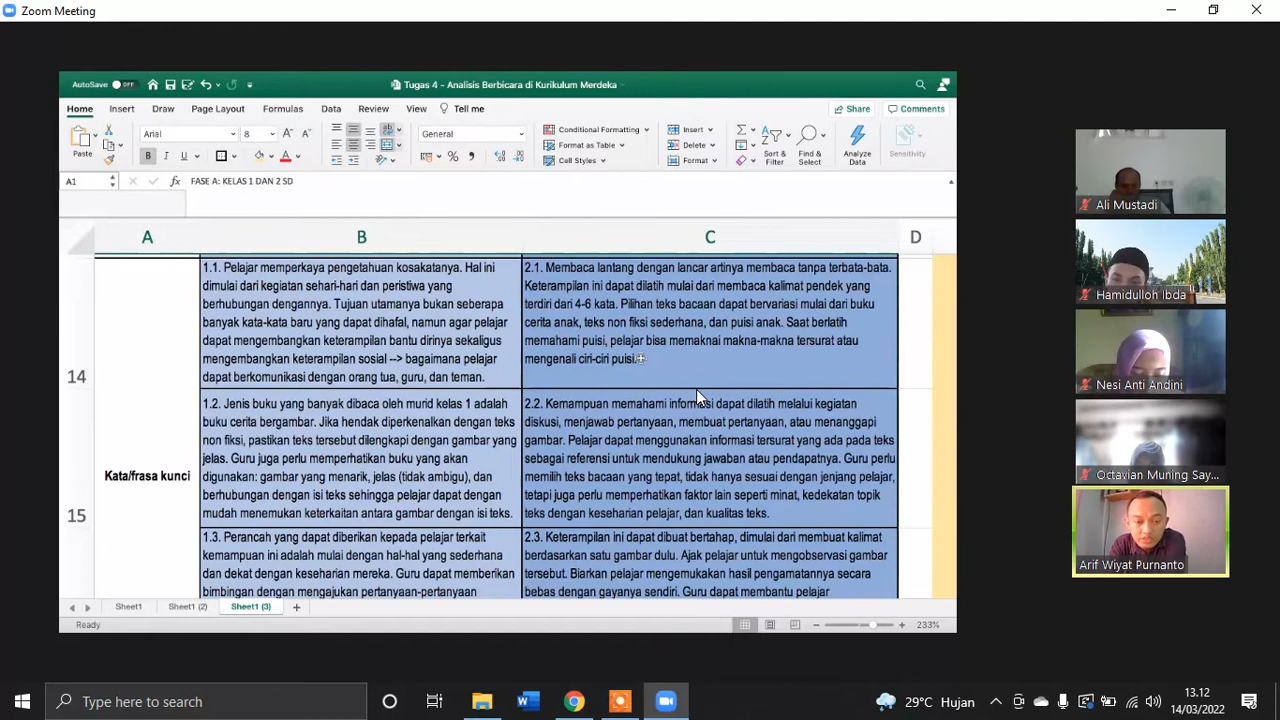 Zoom Meeting
AutoSave OFF
Tugas 4 - Analisis Berbicara di Kurikulum Merdeka
Home Insert Draw Page Layout Formulas Data Review View Tell me Share Comments
Paste
Arial 8
B I U
General
Conditional Formatting
Format as Table
Cell Styles
Insert
Delete
Format
Sort & Filter
Find & Select
Analyze Data
Sensitivity
A1 fx FASE A: KELAS 1 DAN 2 SD
A B C D
14
1.1. Pelajar memperkaya pengetahuan kosakatanya. Hal ini
dimulai dari kegiatan sehari-hari dan peristiwa yang
berhubungan dengannya. Tujuan utamanya bukan seberapa
banyak kata-kata baru yang dapat dihafal, namun agar pelajar
dapat mengembangkan keterampilan bantu dirinya sekaligus
mengembangkan keterampilan sosial --> bagaimana pelajar
dapat berkomunikasi dengan orang tua, guru, dan teman.
2.1. Membaca lantang dengan lancar artinya membaca tanpa terbata-bata.
Keterampilan ini dapat dilatih mulai dari membaca kalimat pendek yang
terdiri dari 4-6 kata. Pilihan teks bacaan dapat bervariasi mulai dari buku
cerita anak, teks non fiksi sederhana, dan puisi anak. Saat berlatih
memahami puisi, pelajar bisa memaknai makna-makna tersurat atau
mengenali ciri-ciri puisi.
Kata/frasa kunci
15
1.2. Jenis buku yang banyak dibaca oleh murid kelas 1 adalah
buku cerita bergambar. Jika hendak diperkenalkan dengan teks
non fiksi, pastikan teks tersebut dilengkapi dengan gambar yang
jelas. Guru juga perlu memperhatikan buku yang akan
digunakan: gambar yang menarik, jelas (tidak ambigu), dan
berhubungan dengan isi teks sehingga pelajar dapat dengan
mudah menemukan keterkaitan antara gambar dengan isi teks.
2.2. Kemampuan memahami informasi dapat dilatih melalui kegiatan
diskusi, menjawab pertanyaan, membuat pertanyaan, atau menanggapi
gambar. Pelajar dapat menggunakan informasi tersurat yang ada pada teks
sebagai referensi untuk mendukung jawaban atau pendapatnya. Guru perlu
memilih teks bacaan yang tepat, tidak hanya sesuai dengan jenjang pelajar,
tetapi juga perlu memperhatikan faktor lain seperti minat, kedekatan topik
teks dengan keseharian pelajar, dan kualitas teks.
1.3. Perancah yang dapat diberikan kepada pelajar terkait
kemampuan ini adalah mulai dengan hal-hal yang sederhana
dan dekat dengan keseharian mereka. Guru dapat memberikan
bimbingan dengan mengajukan pertanyaan-pertanyaan
2.3. Keterampilan ini dapat dibuat bertahap, dimulai dari membuat kalimat
berdasarkan satu gambar dulu. Ajak pelajar untuk mengobservasi gambar
tersebut. Biarkan pelajar mengemukakan hasil pengamatannya secara
bebas dengan gayanya sendiri. Guru dapat membantu pelajar
Sheet1 Sheet1 (2) Sheet1 (3)
Ready
233%
Ali Mustadi
Hamidulloh Ibda
Nesi Anti Andini
Octavian Muning Say...
Arif Wiyat Purnanto
Type here to search
29°C Hujan
13.12
14/03/2022